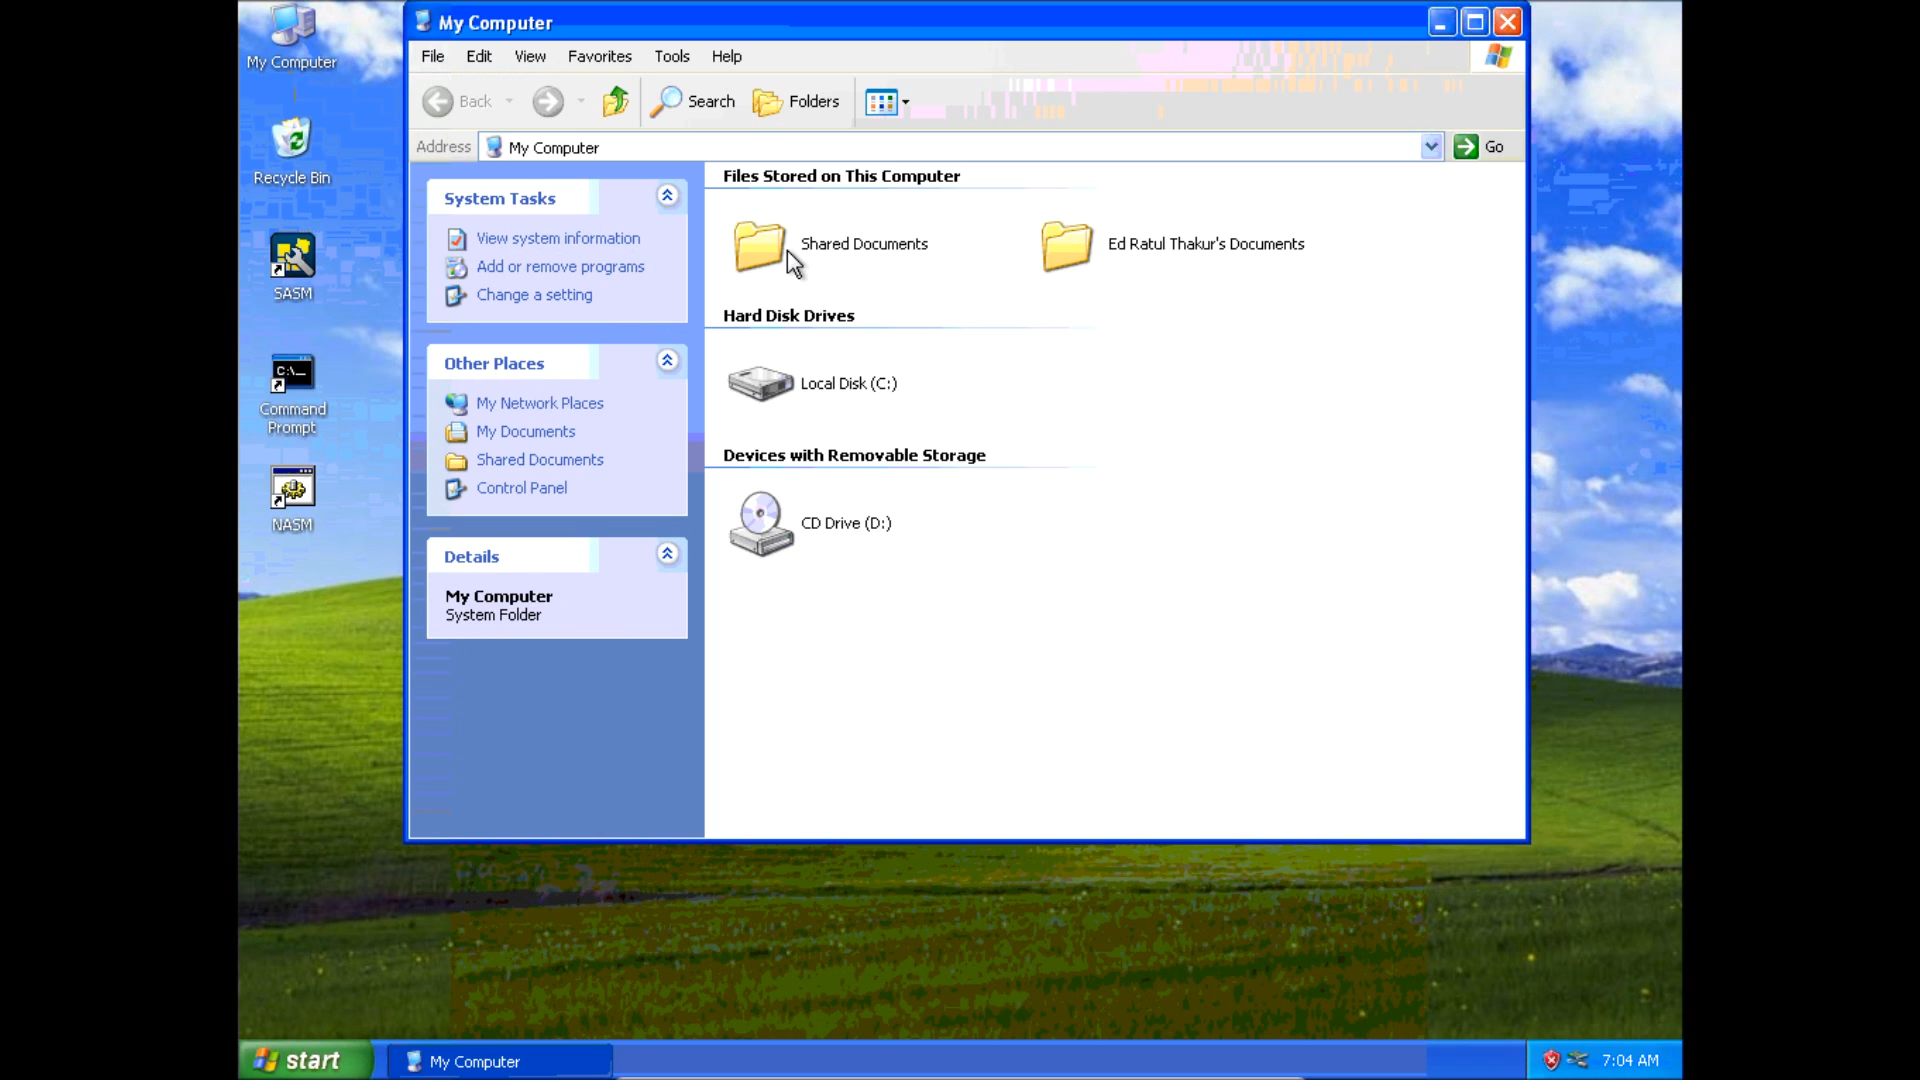 My Computer
File Edit View Favorites Tools Help
Back Search Folders
Address My Computer Go
My Computer
Recycle Bin
SASM
C:\_
Command
Prompt
NASM
System Tasks
View system information
Add or remove programs
Change a setting
Other Places
My Network Places
My Documents
Shared Documents
Control Panel
Details
My Computer
System Folder
Files Stored on This Computer
Shared Documents Ed Ratul Thakur's Documents
Hard Disk Drives
Local Disk (C:)
Devices with Removable Storage
CD Drive (D:)
start My Computer 7:04 AM